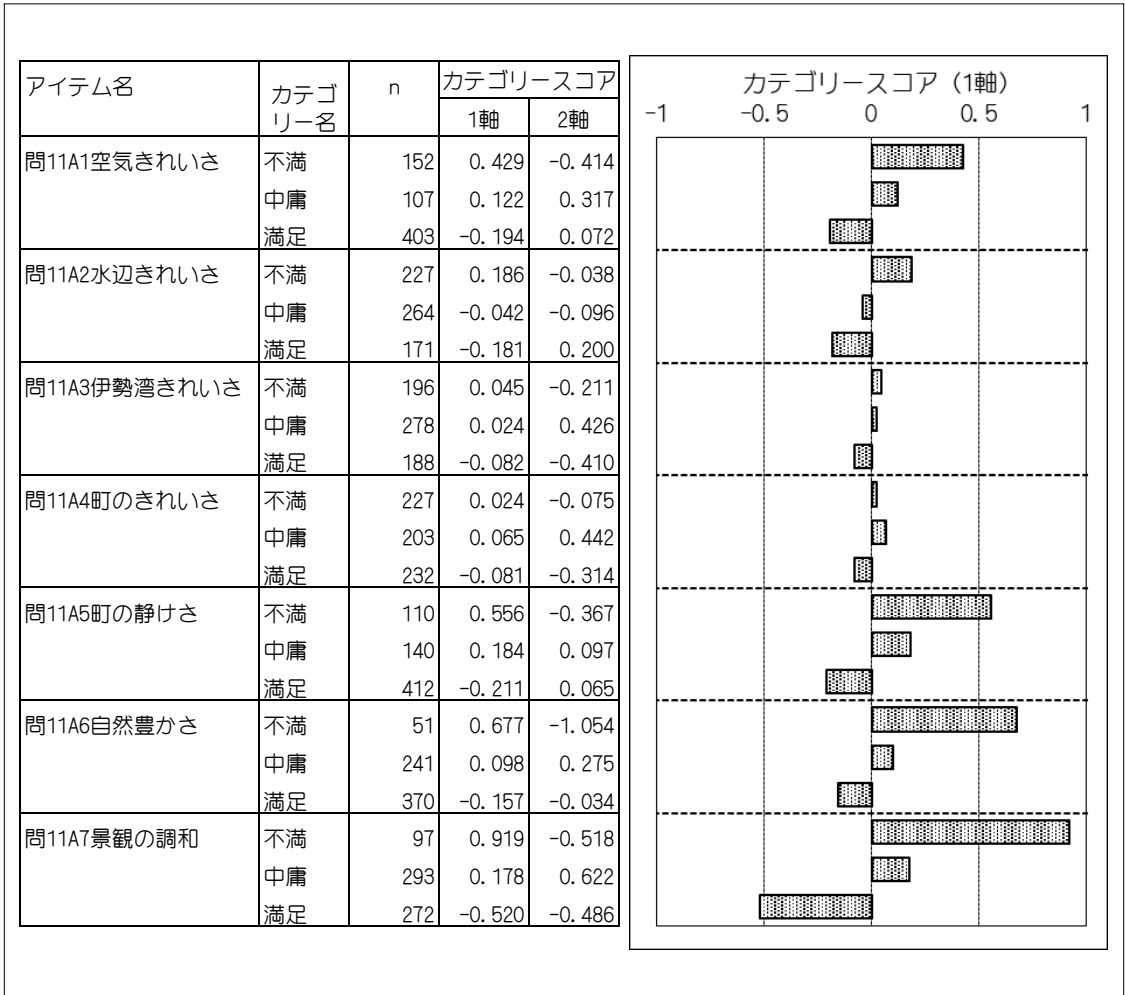 アイテム名 カテゴリー名 n カテゴリースコア
1軸 2軸
問11A1空気きれいさ 不満 152 0.429 -0.414
中庸 107 0.122 0.317
満足 403 -0.194 0.072
問11A2水辺きれいさ 不満 227 0.186 -0.038
中庸 264 -0.042 -0.096
満足 171 -0.181 0.200
問11A3伊勢湾きれいさ 不満 196 0.045 -0.211
中庸 278 0.024 0.426
満足 188 -0.082 -0.410
問11A4町のきれいさ 不満 227 0.024 -0.075
中庸 203 0.065 0.442
満足 232 -0.081 -0.314
問11A5町の静けさ 不満 110 0.556 -0.367
中庸 140 0.184 0.097
満足 412 -0.211 0.065
問11A6自然豊かさ 不満 51 0.677 -1.054
中庸 241 0.098 0.275
満足 370 -0.157 -0.034
問11A7景観の調和 不満 97 0.919 -0.518
中庸 293 0.178 0.622
満足 272 -0.520 -0.486
カテゴリースコア（1軸）
-1 -0.5 0 0.5 1